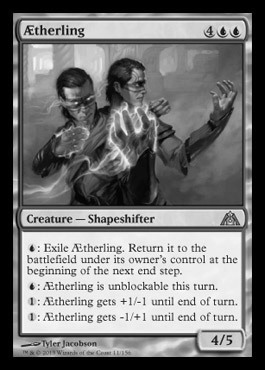 Ætherling 4
Creature — Shapeshifter
: Exile Ætherling. Return it to the
battlefield under its owner's control at the
beginning of the next end step.
: Ætherling is unblockable this turn.
1: Ætherling gets +1/-1 until end of turn.
1: Ætherling gets -1/+1 until end of turn.
Tyler Jacobson
™ & © 2013 Wizards of the Coast 11/156
4/5